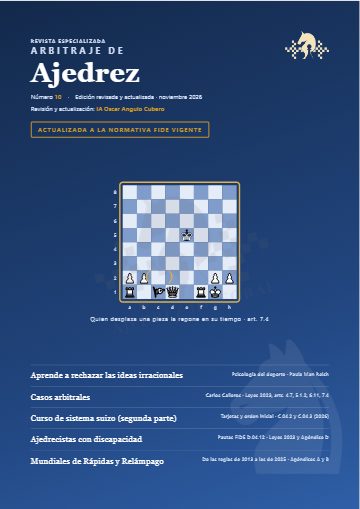 REVISTA ESPECIALIZADA
ARBITRAJE DE
Ajedrez
Número 10 · Edición revisada y actualizada · noviembre 2026
Revisión y actualización: IA Oscar Angulo Cubero
ACTUALIZADA A LA NORMATIVA FIDE VIGENTE
8
7
6
5
4
3
2
1
a b c d e f g h
Quien desplaza una pieza la repone en su tiempo · art. 7.4
Aprende a rechazar las ideas irracionales Psicología del deporte · Paula Man Reich
Casos arbitrales Carlos Calleros · Leyes 2023, arts. 4.7, 5.1.2, 6.11, 7.4
Curso de sistema suizo (segunda parte) Tarjetas y orden inicial · C.04.2 y C.04.3 (2026)
Ajedrecistas con discapacidad Pautas FIDE D.04.12 · Leyes 2023 y Apéndice D
Mundiales de Rápidas y Relámpago De las reglas de 2013 a las de 2025 · Apéndices A y B